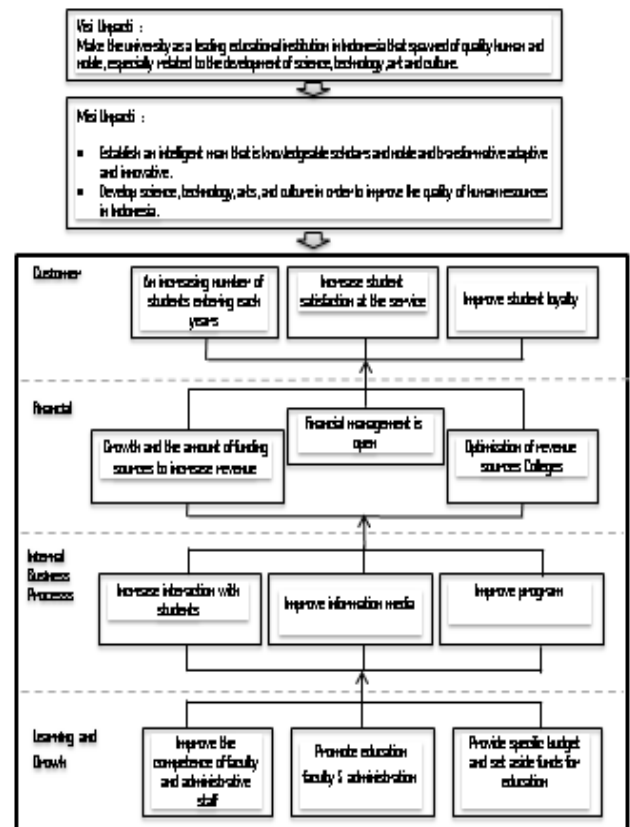 Visi Unpacti :
Make the university as a leading educational institution in Indonesia that spawned of quality human and
noble, especially related to the development of science, technology, art and culture.
Misi Unpacti :
▪ Establish an intelligent man that is knowledgeable scholars and noble and transformative adaptive
and innovative.
▪ Develop science, technology, arts, and culture in order to improve the quality of human resources
in Indonesia.
Customer
An increasing number of
students entering each
years
Increase student
satisfaction at the service
Improve student loyalty
Financial
Growth and the amount of funding
sources to increase revenue
Financial management is
open
Optimization of revenue
sources Colleges
Internal
Business
Processs
Increase interaction with
students
Improve information media
Improve program
Learning and
Growth
Improve the
competence of faculty
and administrative
staff
Promote education
faculty & administration
Provide specific budget
and set aside funds for
education